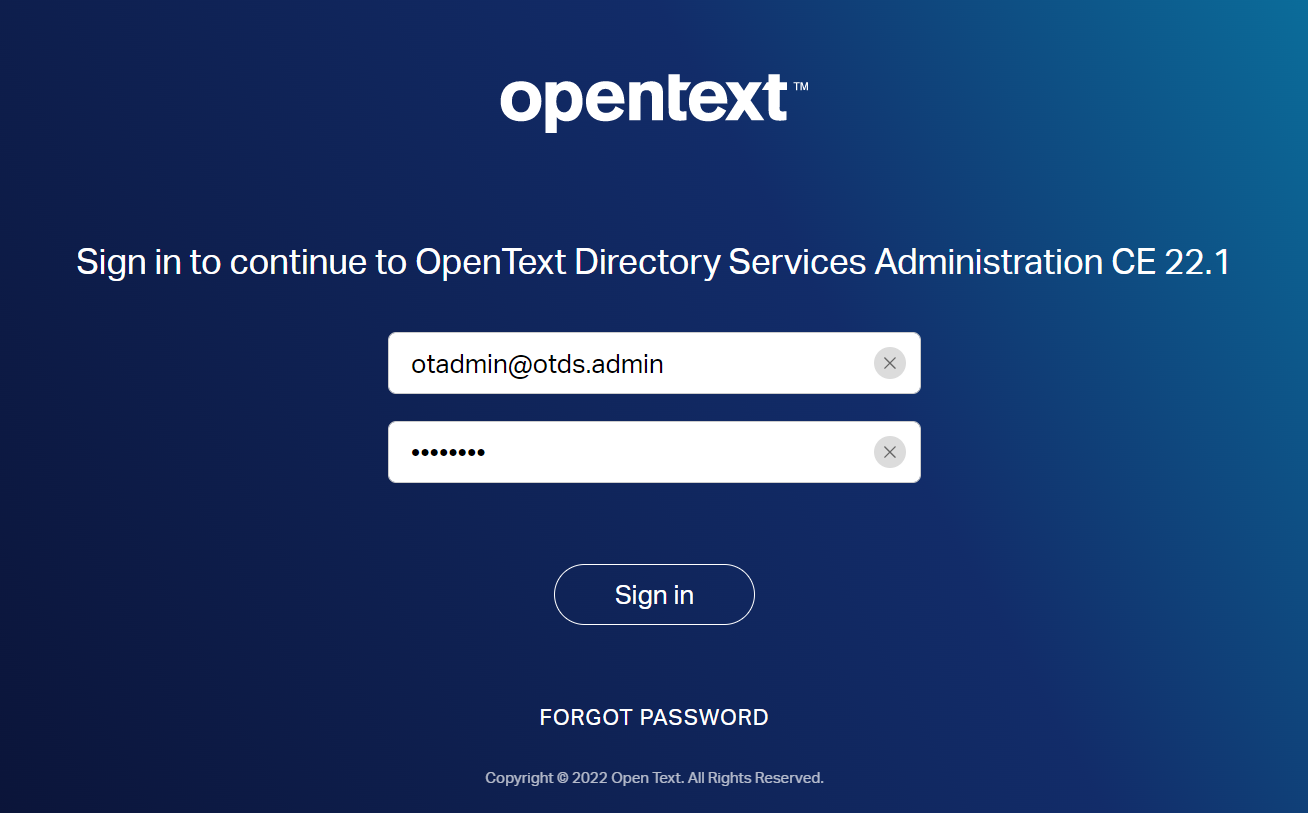 opentext™
Sign in to continue to OpenText Directory Services Administration CE 22.1
otadmin@otds.admin
••••••••
Sign in
FORGOT PASSWORD
Copyright © 2022 Open Text. All Rights Reserved.